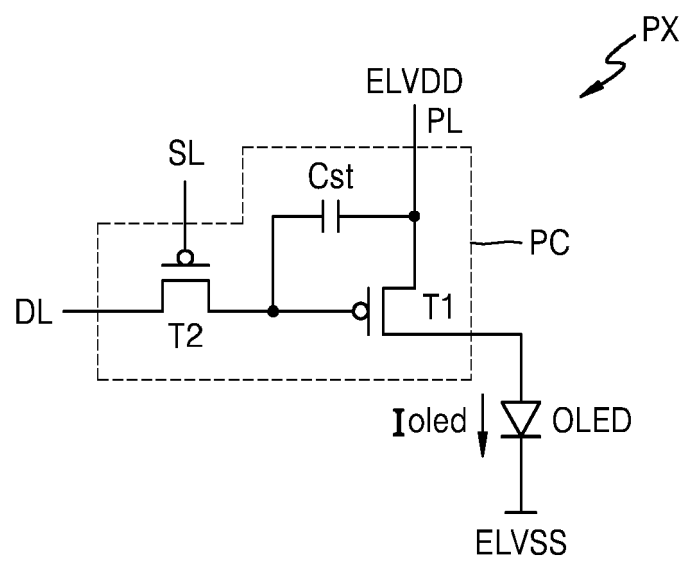 PX
ELVDD
PL
SL
Cst
PC
DL
T2
T1
Ioled
OLED
ELVSS